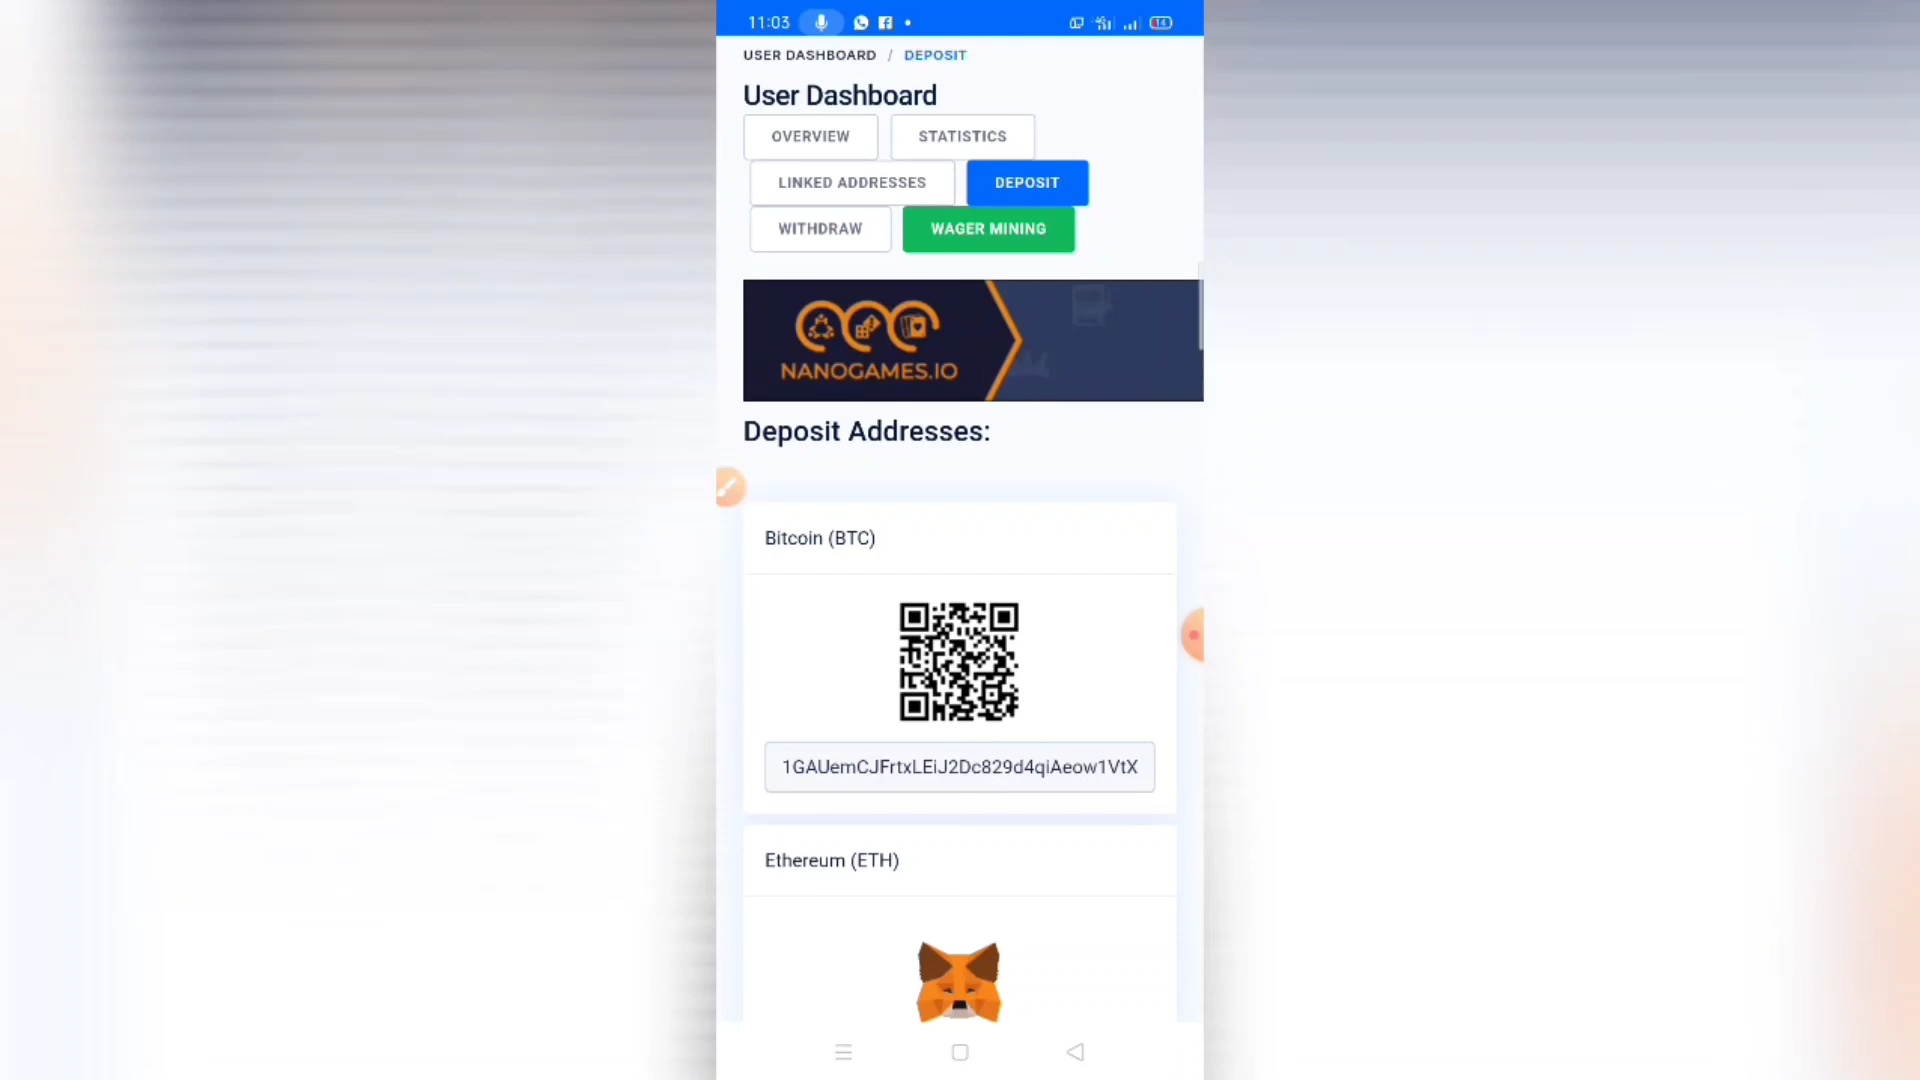 11:03
USER DASHBOARD / DEPOSIT
User Dashboard
OVERVIEW STATISTICS
LINKED ADDRESSES DEPOSIT
WITHDRAW WAGER MINING
NANOGAMES.IO
Deposit Addresses:
Bitcoin (BTC)
1GAUemCJFrtxLEiJ2Dc829d4qiAeow1VtX
Ethereum (ETH)